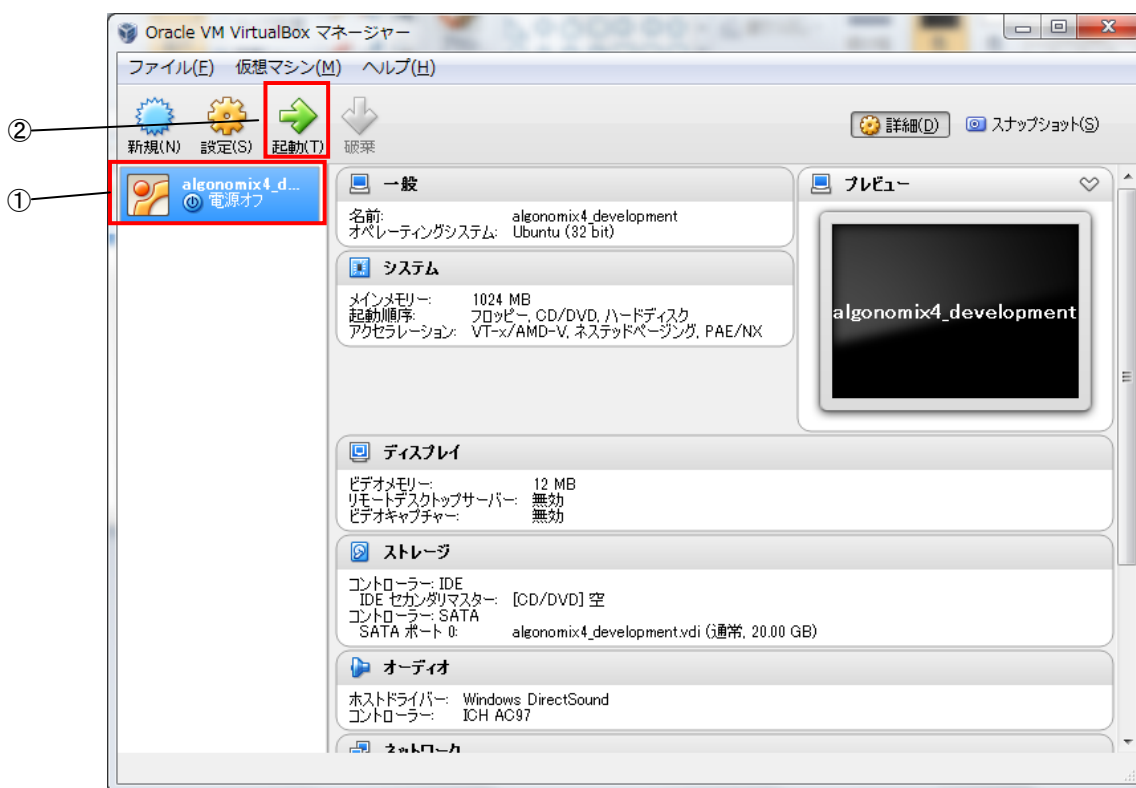 Oracle VM VirtualBox マネージャー
ファイル(F) 仮想マシン(M) ヘルプ(H)
②
新規(N) 設定(S) 起動(T) 破棄
詳細(D) スナップショット(S)
①
algonomix4_d...
電源オフ
一般
名前: algonomix4_development
オペレーティングシステム: Ubuntu (32 bit)
プレビュー
algonomix4_development
システム
メインメモリー: 1024 MB
起動順序: フロッピー, CD/DVD, ハードディスク
アクセラレーション: VT-x/AMD-V, ネステッドページング, PAE/NX
ディスプレイ
ビデオメモリー: 12 MB
リモートデスクトップサーバー: 無効
ビデオキャプチャー: 無効
ストレージ
コントローラー: IDE
IDE セカンダリマスター: [CD/DVD] 空
コントローラー: SATA
SATA ポート 0: algonomix4_development.vdi (通常, 20.00 GB)
オーディオ
ホストドライバー: Windows DirectSound
コントローラー: ICH AC97
ネットワーク